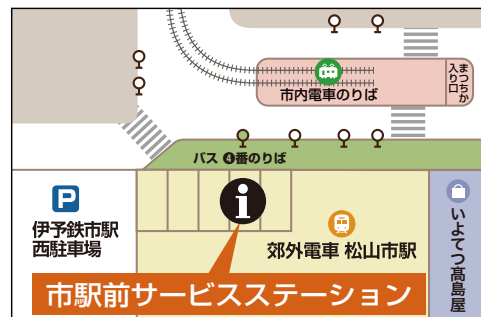 市内電車のりば
まつちか
入り口
バス ❹番のりば
P
伊予鉄市駅
西駐車場
i
郊外電車 松山市駅
いよてつ髙島屋
市駅前サービスステーション